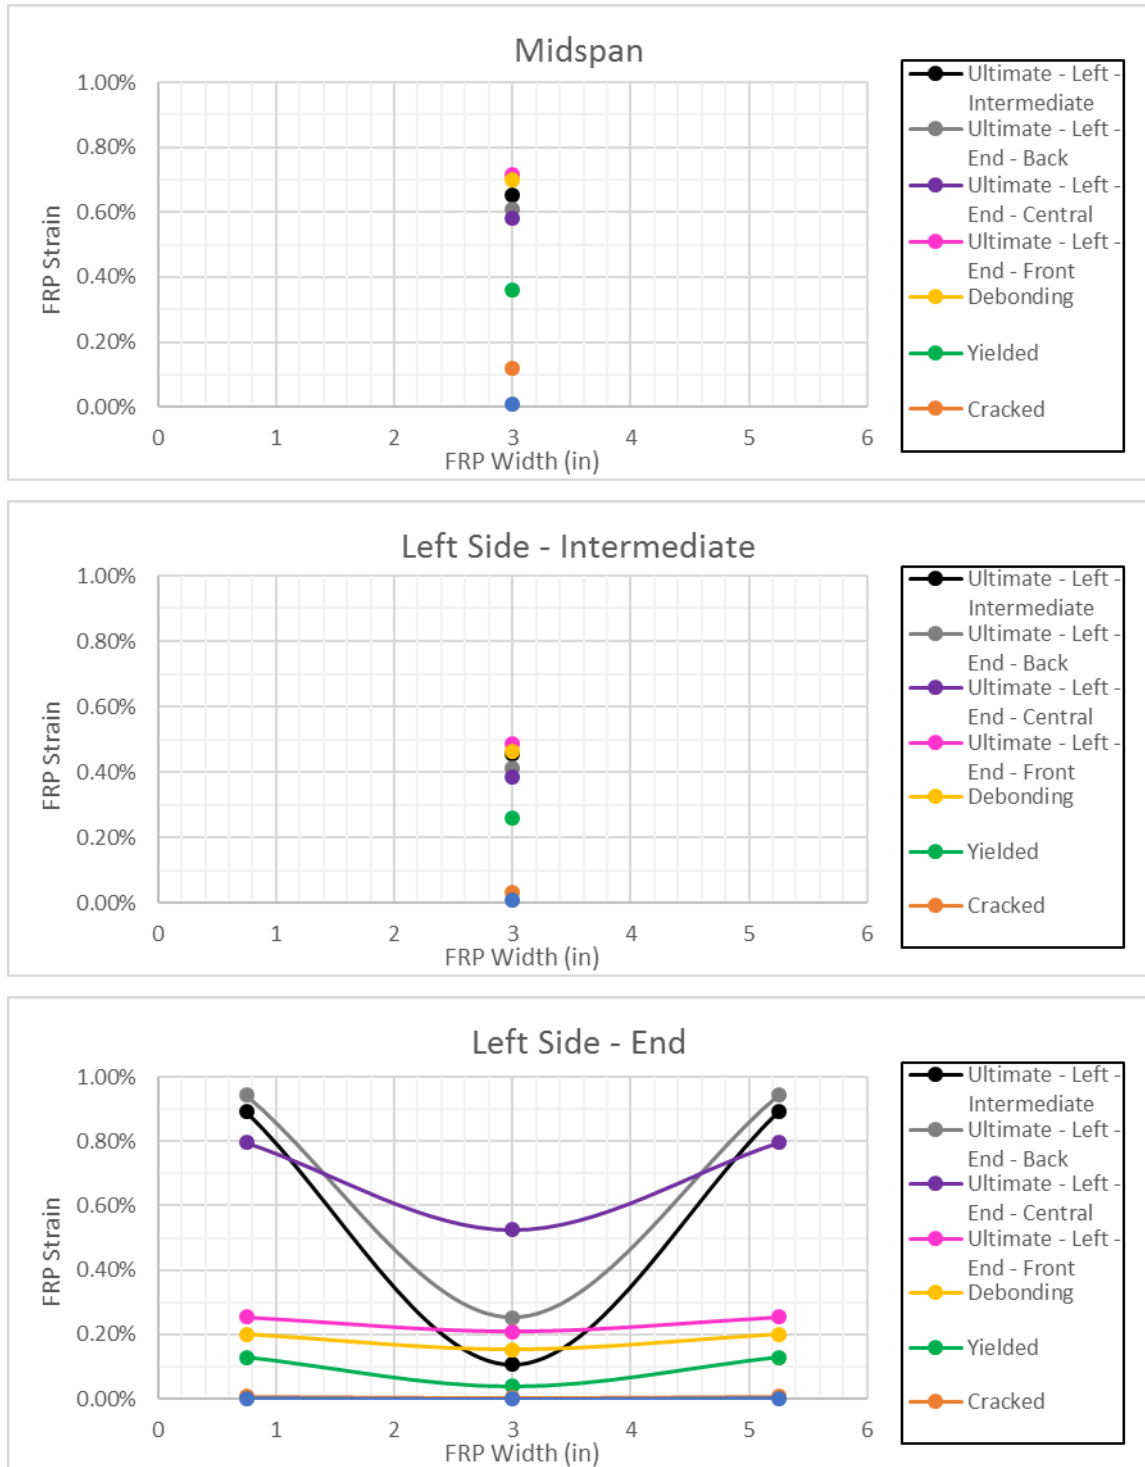 Midspan
1.00%
0.80%
0.60%
0.40%
0.20%
0.00%
FRP Strain
0 1 2 3 4 5 6
FRP Width (in)
Ultimate - Left -
Intermediate
Ultimate - Left -
End - Back
Ultimate - Left -
End - Central
Ultimate - Left -
End - Front
Debonding
Yielded
Cracked
Left Side - Intermediate
1.00%
0.80%
0.60%
0.40%
0.20%
0.00%
FRP Strain
0 1 2 3 4 5 6
FRP Width (in)
Ultimate - Left -
Intermediate
Ultimate - Left -
End - Back
Ultimate - Left -
End - Central
Ultimate - Left -
End - Front
Debonding
Yielded
Cracked
Left Side - End
1.00%
0.80%
0.60%
0.40%
0.20%
0.00%
FRP Strain
0 1 2 3 4 5 6
FRP Width (in)
Ultimate - Left -
Intermediate
Ultimate - Left -
End - Back
Ultimate - Left -
End - Central
Ultimate - Left -
End - Front
Debonding
Yielded
Cracked